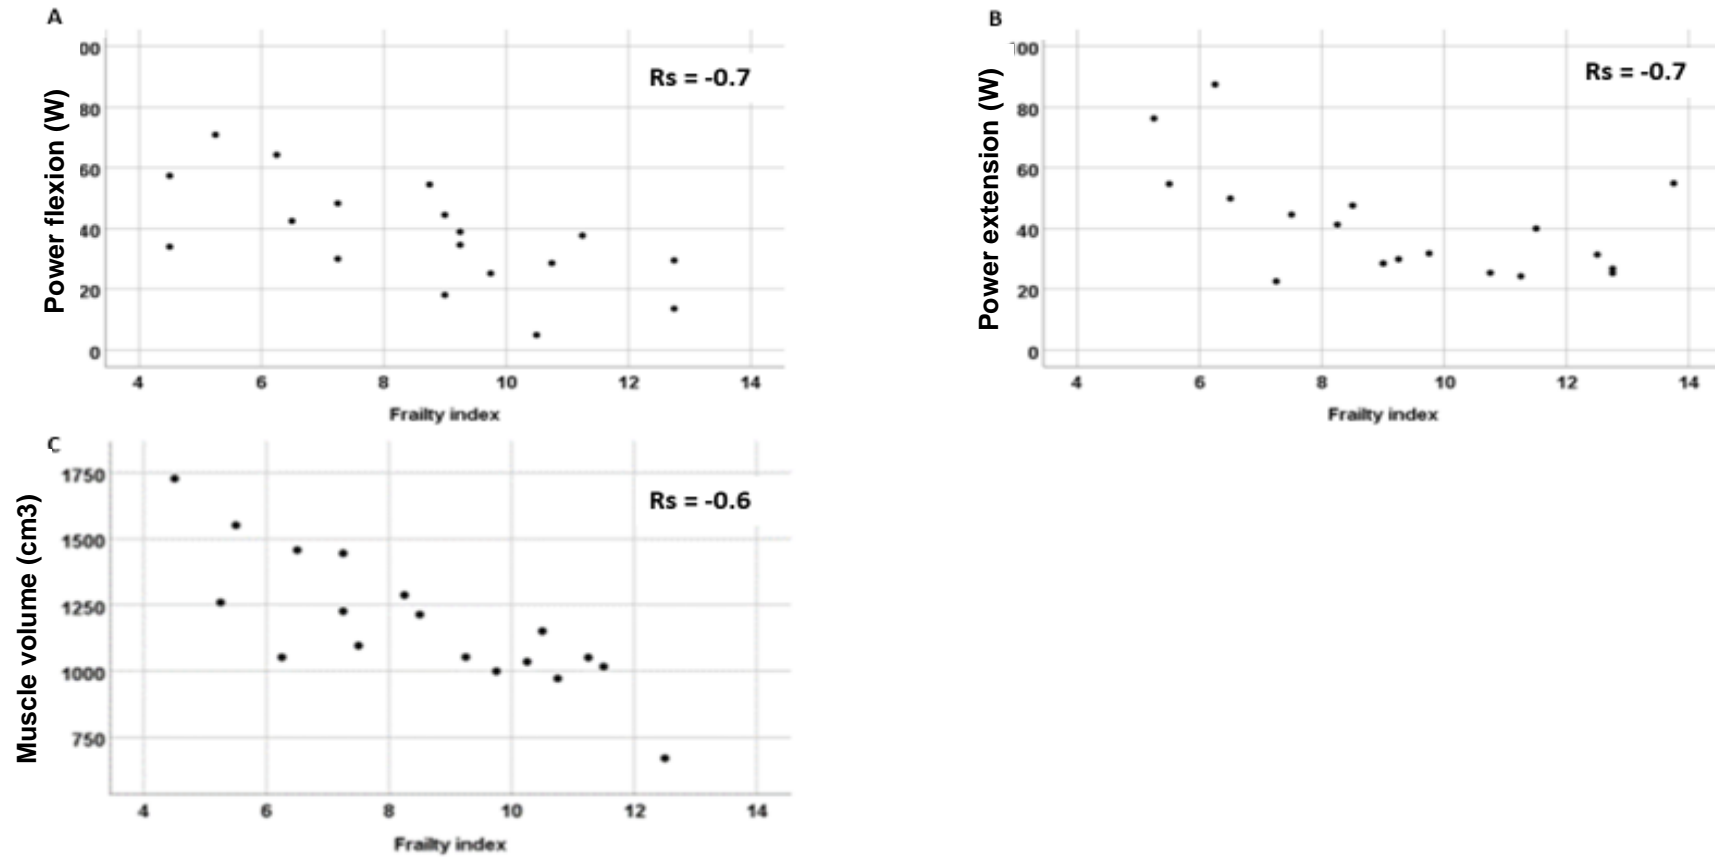 A
00
80
60
40
20
0
Power flexion (W)
Rs = -0.7
4 6 8 10 12 14
Frailty index
B
100
80
60
40
20
0
Power extension (W)
Rs = -0.7
4 6 8 10 12 14
Frailty index
C
1750
1500
1250
1000
750
Muscle volume (cm3)
Rs = -0.6
4 6 8 10 12 14
Frailty index